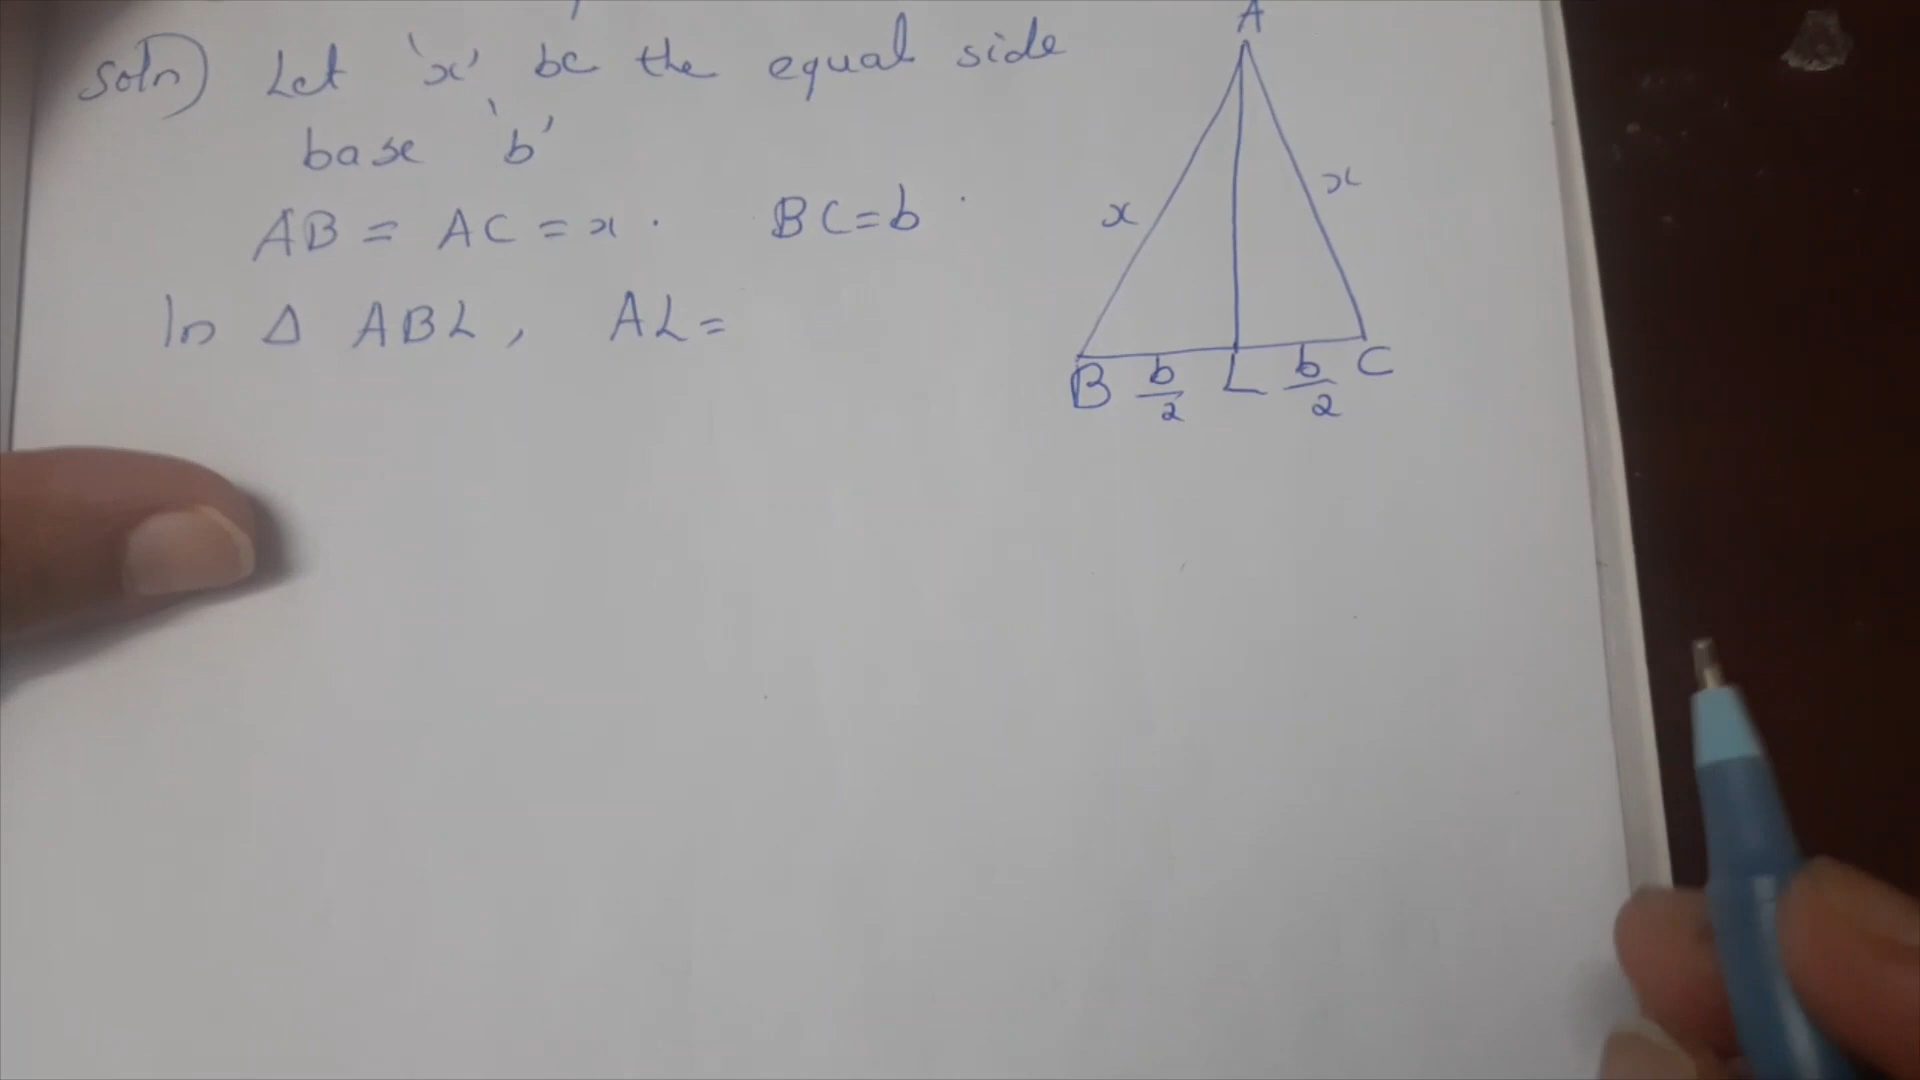 Soln) Let 'x' be the equal side
base 'b'
AB = AC = x . BC = b .
In Δ ABL, AL =
A
x
x
B b/2 L b/2 C